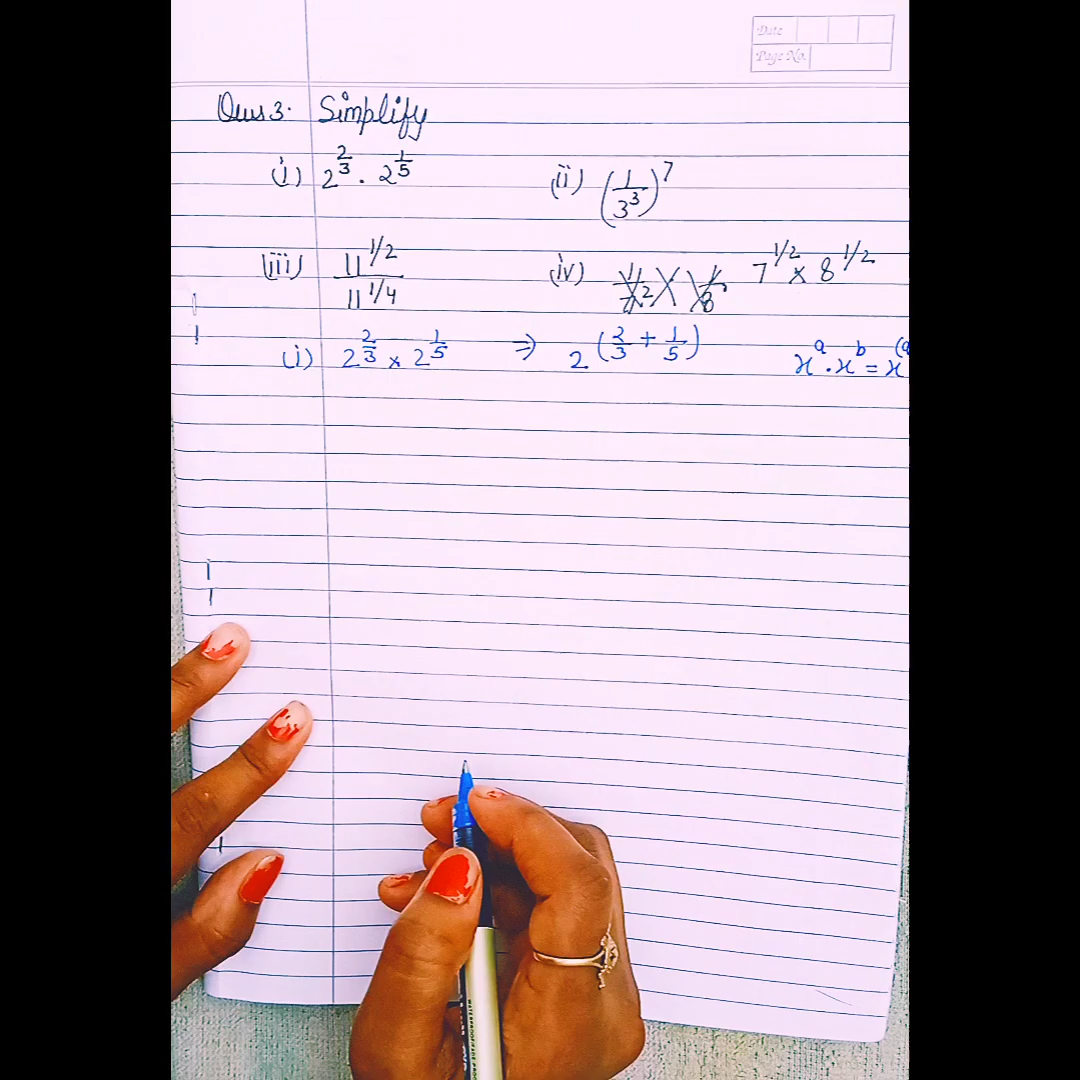 Date
Page No.
Ques 3. Simplify
(i) 2^{2/3} . 2^{1/5} (ii) (1/3^3)^7
(iii) 11^{1/2} / 11^{1/4} (iv) 7^{1/2} × 8^{1/2}
(i) 2^{2/3} × 2^{1/5} ⇒ 2^{(2/3 + 1/5)} x^a . x^b = x^{(a